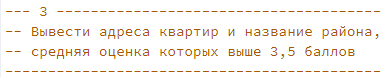 --- 3 ----------------------------------------
-- Вывести адреса квартир и название района,
-- средняя оценка которых выше 3,5 баллов
----------------------------------------------